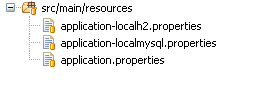 src/main/resources
application-localh2.properties
application-localmysql.properties
application.properties